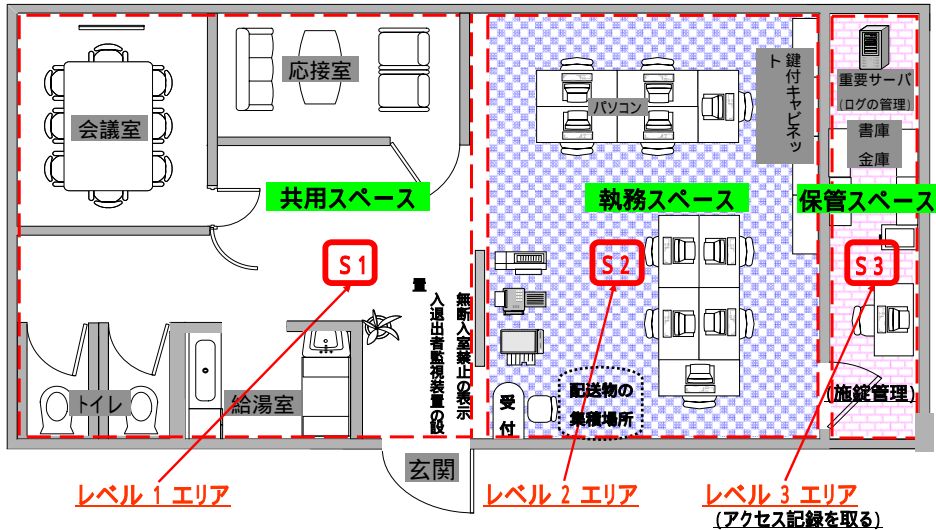 会議室
応接室
共用スペース
S1
トイレ
給湯室
無断入室禁止の表示
入退出者監視装置の設
置
玄関
パソコン
鍵付キャビネッ
ト
執務スペース
S2
受
付
配送物の
集積場所
重要サーバ
(ログの管理)
書庫
金庫
保管スペース
S3
(施錠管理)
レベル 1 エリア
レベル 2 エリア
レベル 3 エリア
(アクセス記録を取る)